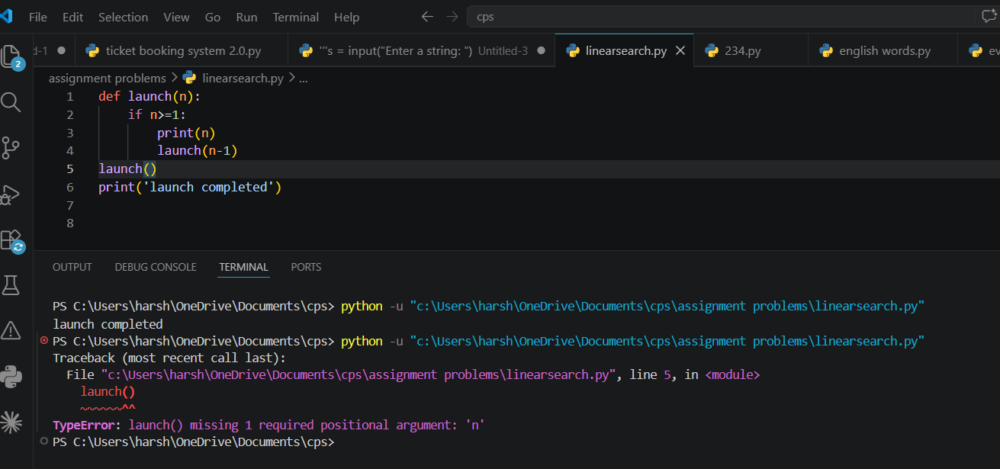 File Edit Selection View Go Run Terminal Help cps
d-1 ticket booking system 2.0.py '''s = input("Enter a string: ") Untitled-3 linearsearch.py 234.py english words.py ev
2
assignment problems > linearsearch.py > ...
1 def launch(n):
2 if n>=1:
3 print(n)
4 launch(n-1)
5 launch()
6 print('launch completed')
7
8
OUTPUT DEBUG CONSOLE TERMINAL PORTS
PS C:\Users\harsh\OneDrive\Documents\cps> python -u "c:\Users\harsh\OneDrive\Documents\cps\assignment problems\linearsearch.py"
launch completed
PS C:\Users\harsh\OneDrive\Documents\cps> python -u "c:\Users\harsh\OneDrive\Documents\cps\assignment problems\linearsearch.py"
Traceback (most recent call last):
File "c:\Users\harsh\OneDrive\Documents\cps\assignment problems\linearsearch.py", line 5, in <module>
launch()
~~~~~~^^
TypeError: launch() missing 1 required positional argument: 'n'
PS C:\Users\harsh\OneDrive\Documents\cps>